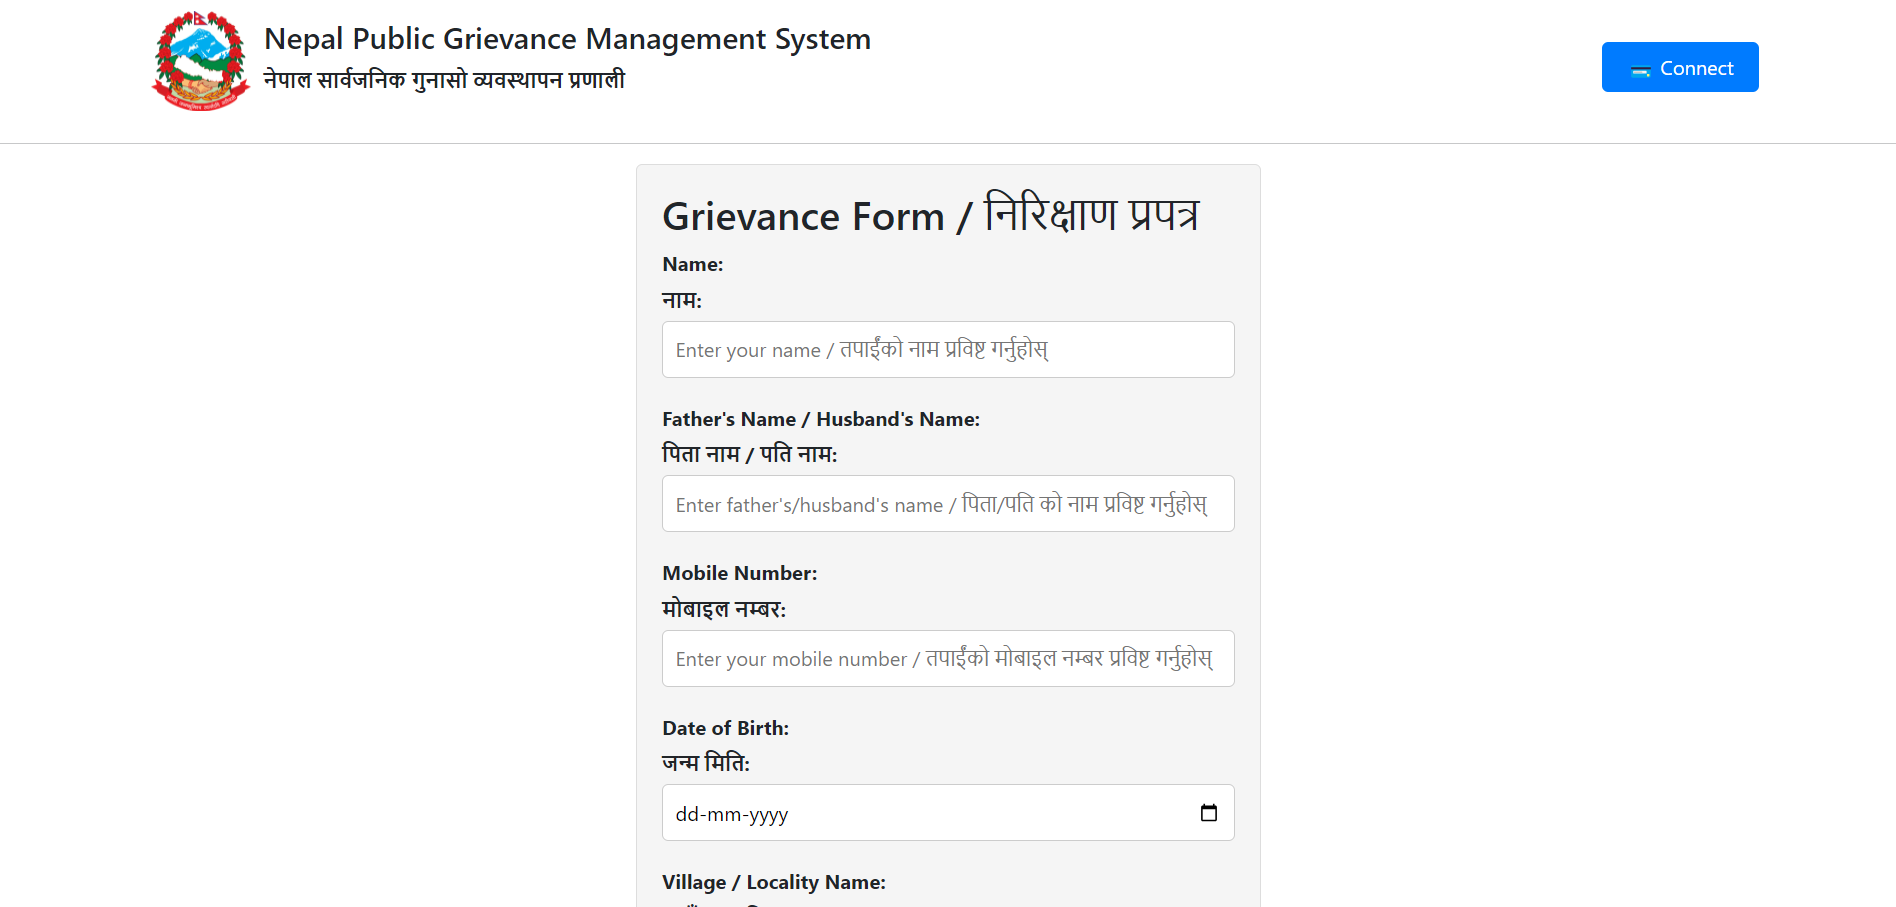 Nepal Public Grievance Management System
नेपाल सार्वजनिक गुनासो व्यवस्थापन प्रणाली
Connect
Grievance Form / निरिक्षाण प्रपत्र
Name:
नाम:
Enter your name / तपाईंको नाम प्रविष्ट गर्नुहोस्
Father's Name / Husband's Name:
पिता नाम / पति नाम:
Enter father's/husband's name / पिता/पति को नाम प्रविष्ट गर्नुहोस्
Mobile Number:
मोबाइल नम्बर:
Enter your mobile number / तपाईंको मोबाइल नम्बर प्रविष्ट गर्नुहोस्
Date of Birth:
जन्म मिति:
dd-mm-yyyy
Village / Locality Name: